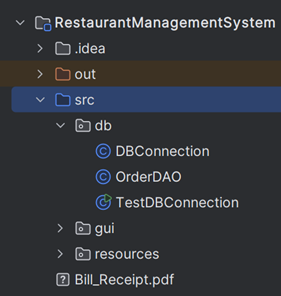 RestaurantManagementSystem
.idea
out
src
db
DBConnection
OrderDAO
TestDBConnection
gui
resources
Bill_Receipt.pdf